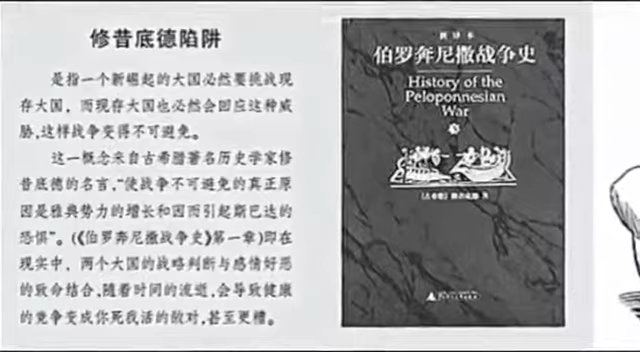 修昔底德陷阱
是指一个新崛起的大国必然要挑战现
存大国，而现存大国也必然会回应这种威
胁,这样战争变得不可避免。
这一概念来自古希腊著名历史学家修
昔底德的名言，“使战争不可避免的真正原
因是雅典势力的增长和因而引起斯巴达的
恐惧”。(《伯罗奔尼撒战争史》第一章)即在
现实中，两个大国的战略判断与感情好恶
的致命结合,随着时间的流逝,会导致健康
的竞争变成你死我活的敌对,甚至更糟。
伯罗奔尼撒战争史
History of the
Peloponnesian
War